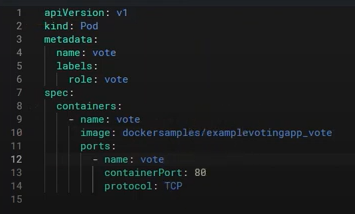 1 apiVersion: v1
2 kind: Pod
3 metadata:
4   name: vote
5   labels:
6     role: vote
7 spec:
8   containers:
9     - name: vote
10       image: dockersamples/examplevotingapp_vote
11       ports:
12         - name: vote
13           containerPort: 80
14           protocol: TCP
15